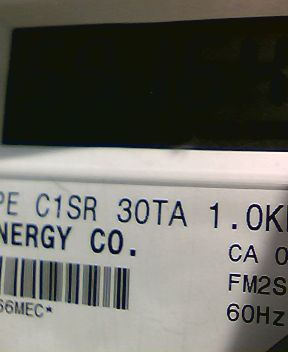 PE C1SR 30TA 1.0K
NERGY CO.
CA 0
FM2S
66MEC*
60Hz